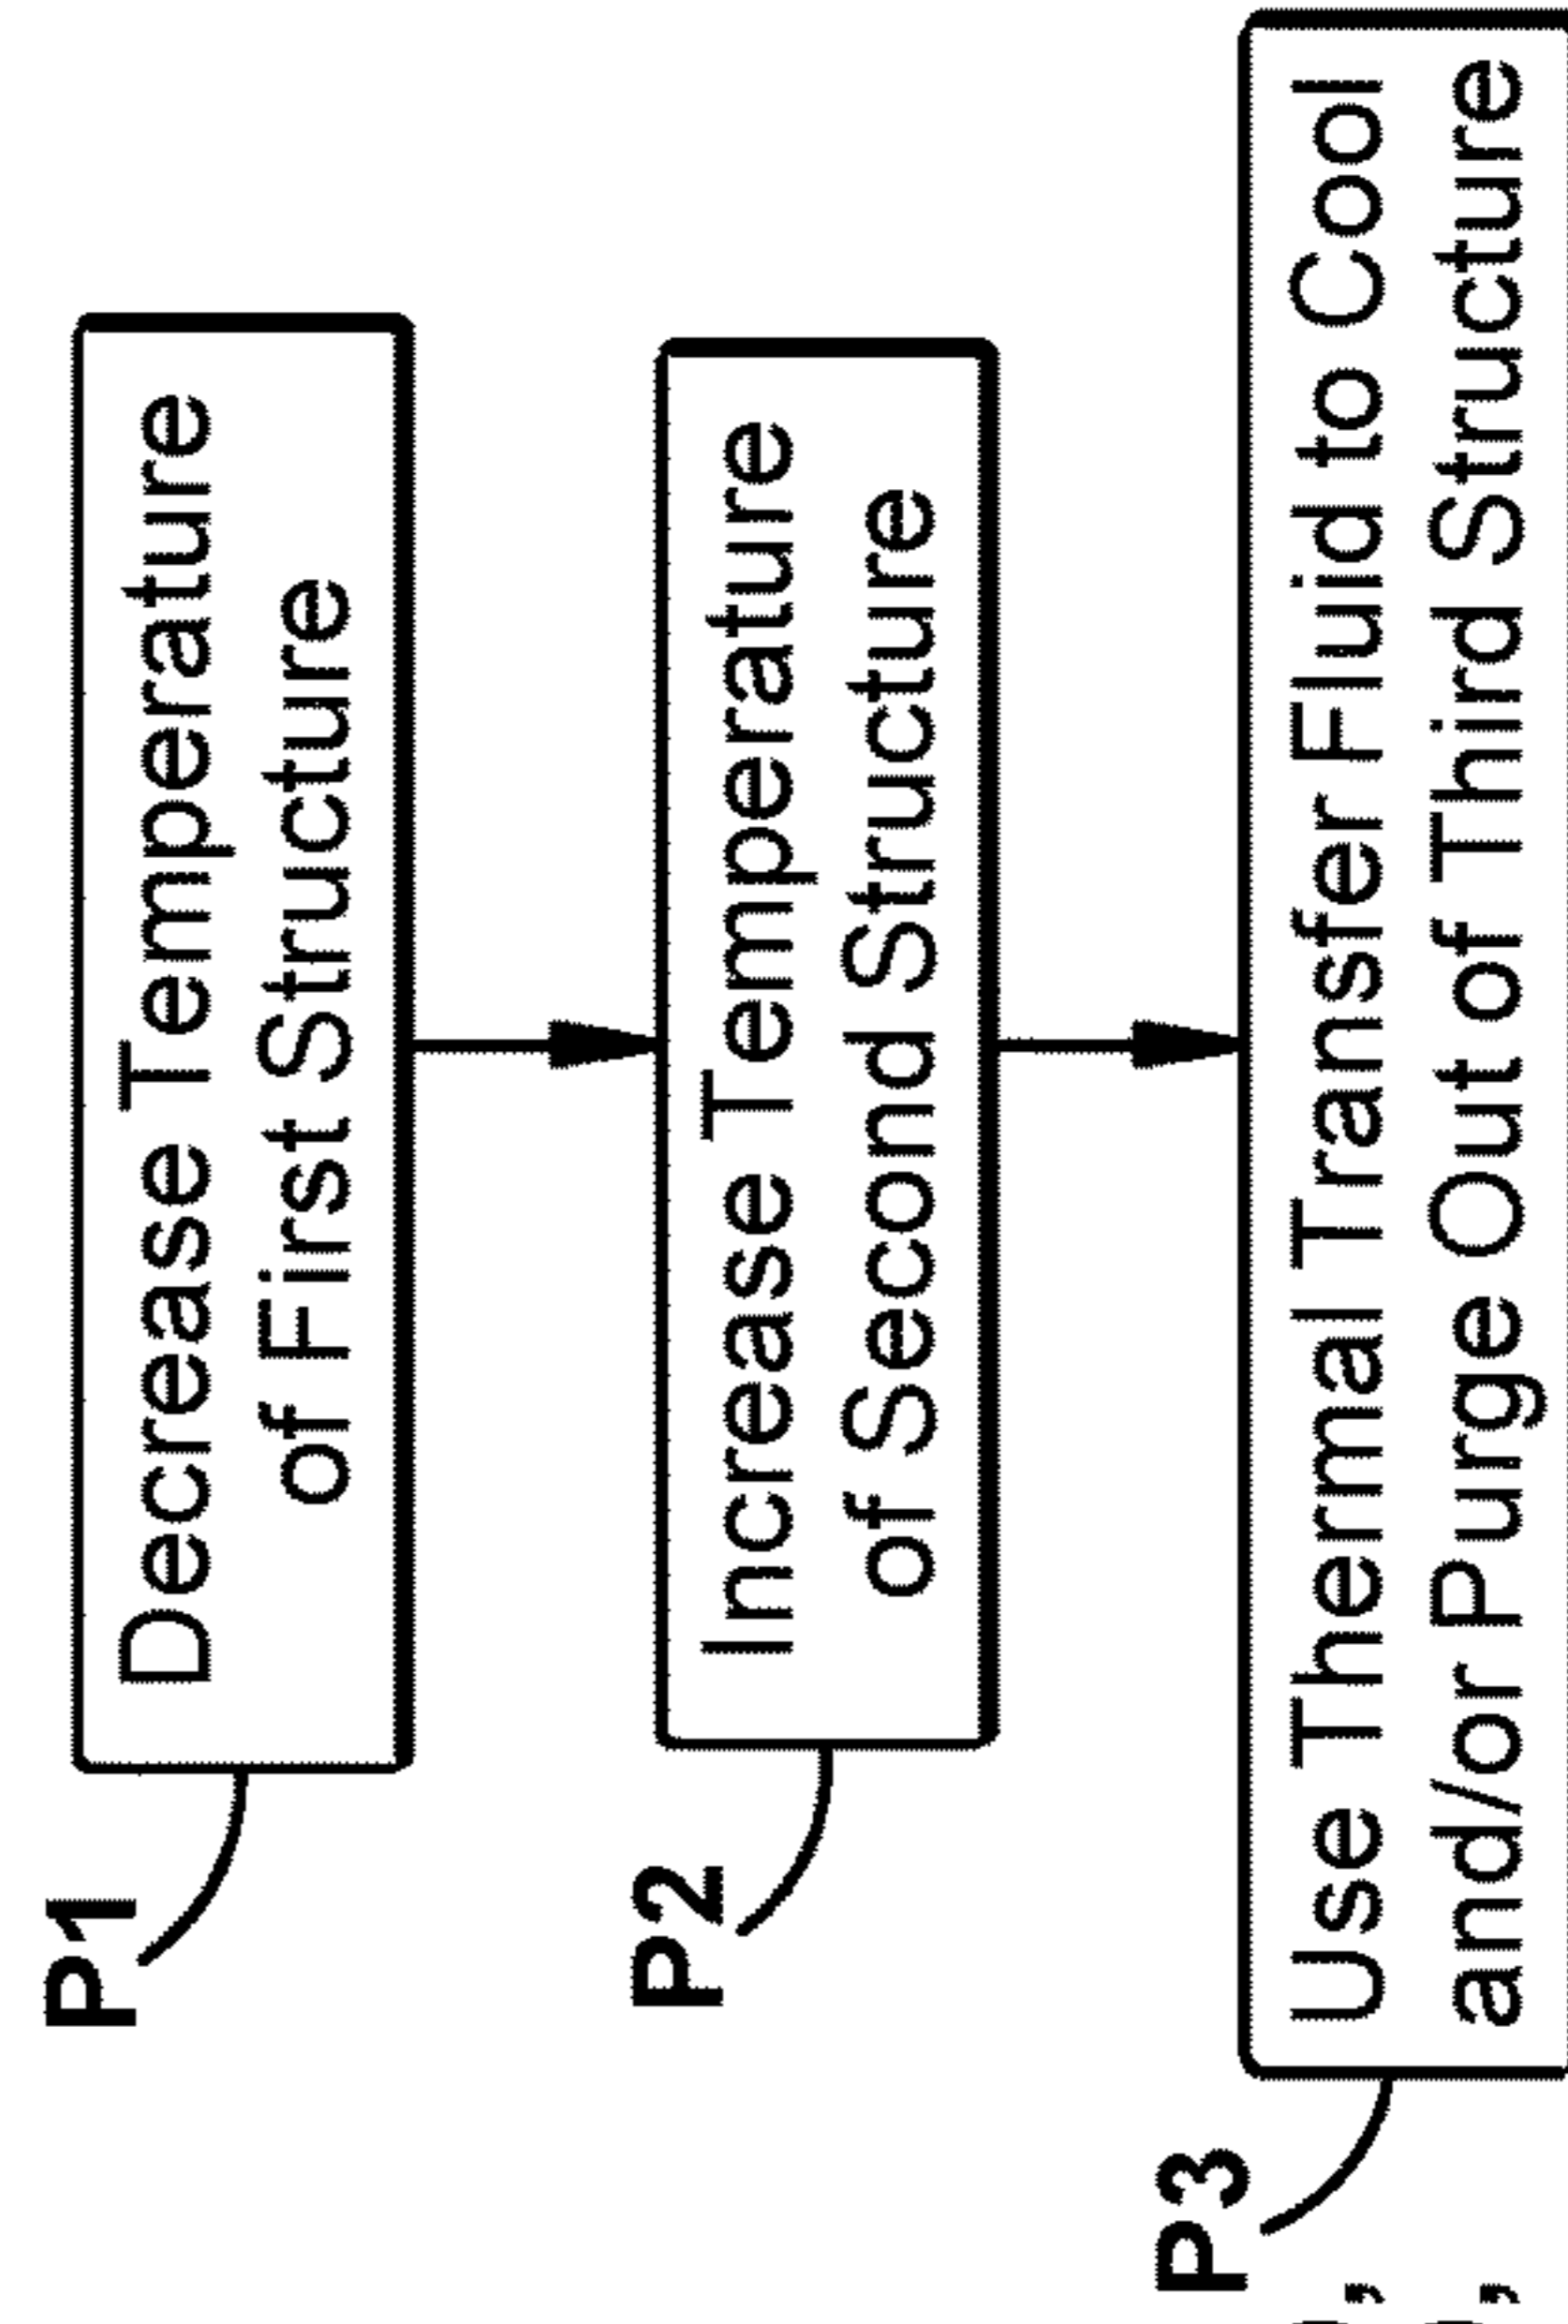 P1
Decrease Temperature
of First Structure
P2
Increase Temperature
of Second Structure
P3
Use Thermal Transfer Fluid to Cool
and/or Purge Out of Third Structure